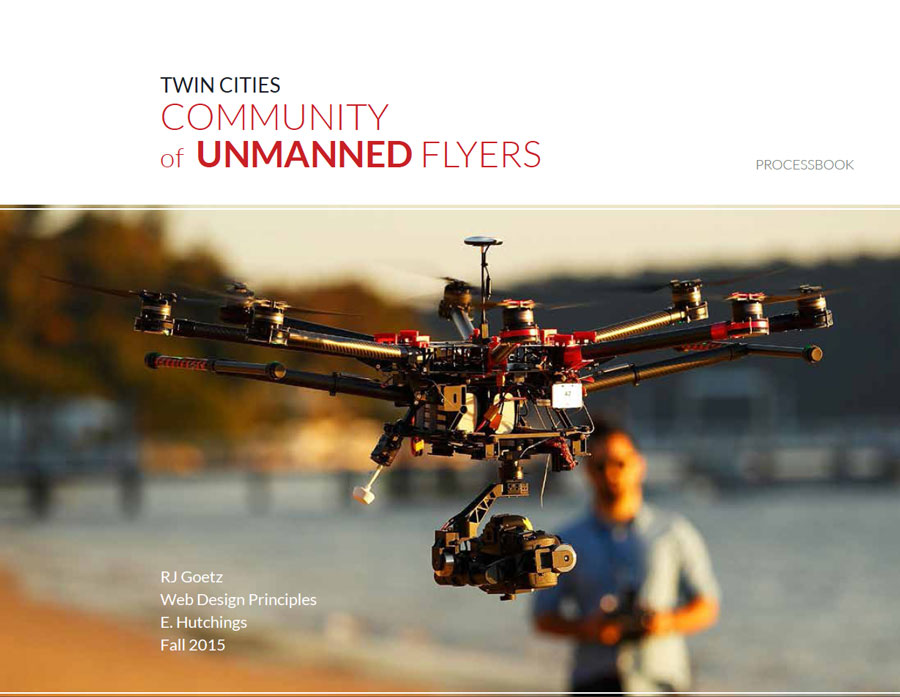 TWIN CITIES
COMMUNITY
of UNMANNED FLYERS
PROCESSBOOK
RJ Goetz
Web Design Principles
E. Hutchings
Fall 2015